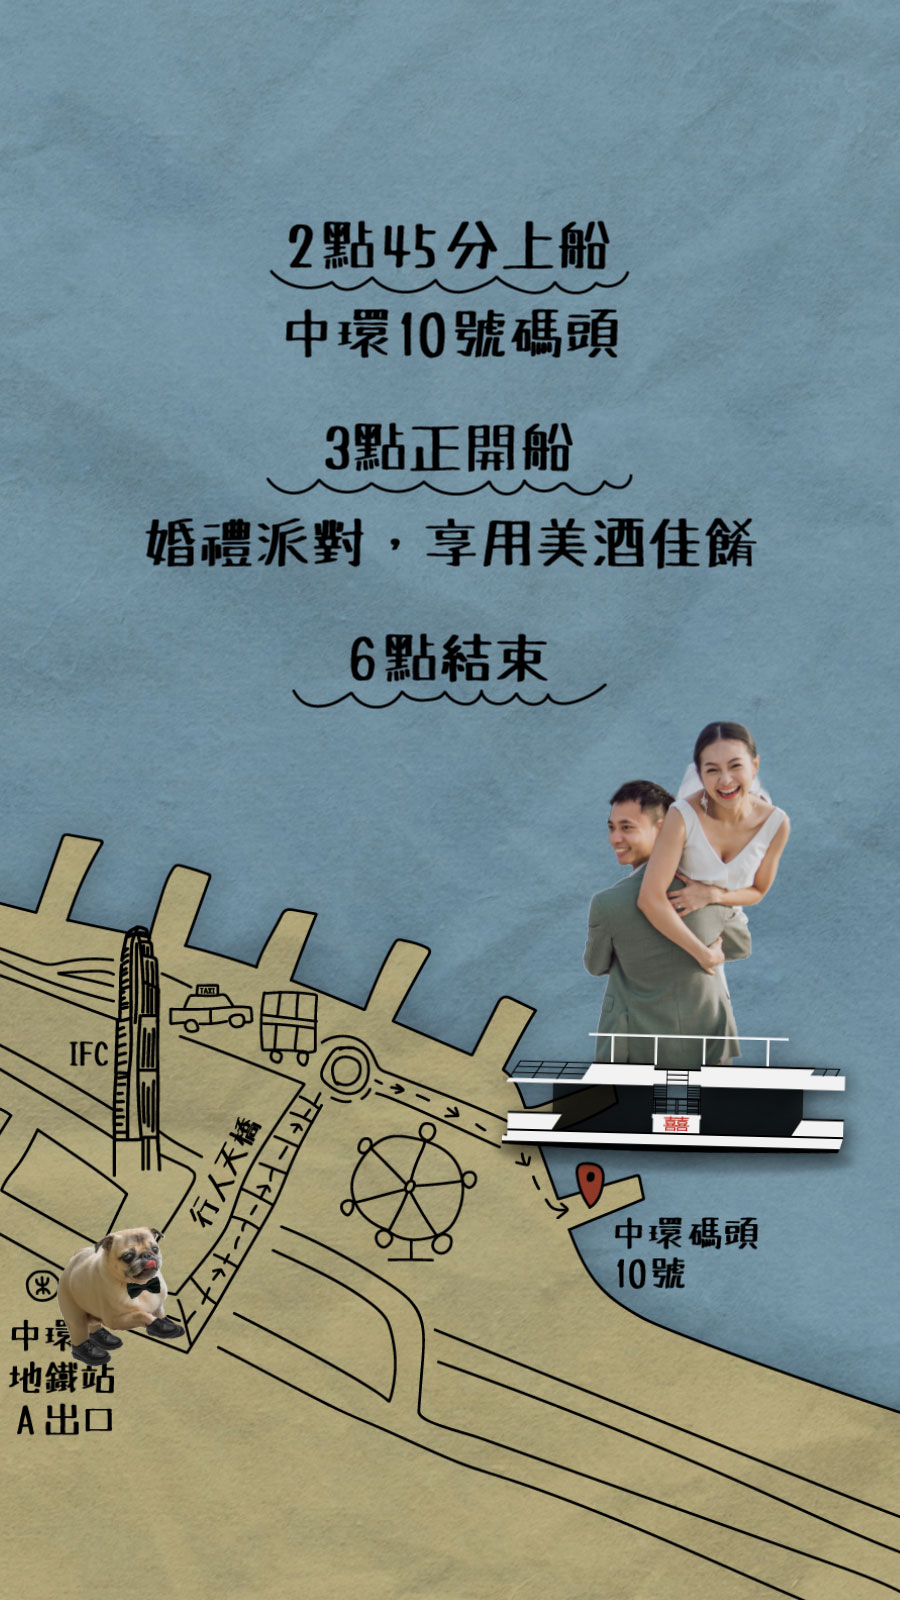 2點45分上船
中環10號碼頭
3點正開船
婚禮派對，享用美酒佳餚
6點結束
TAXI
IFC
行人天橋
囍
中環碼頭
10號
中環
地鐵站
A出口